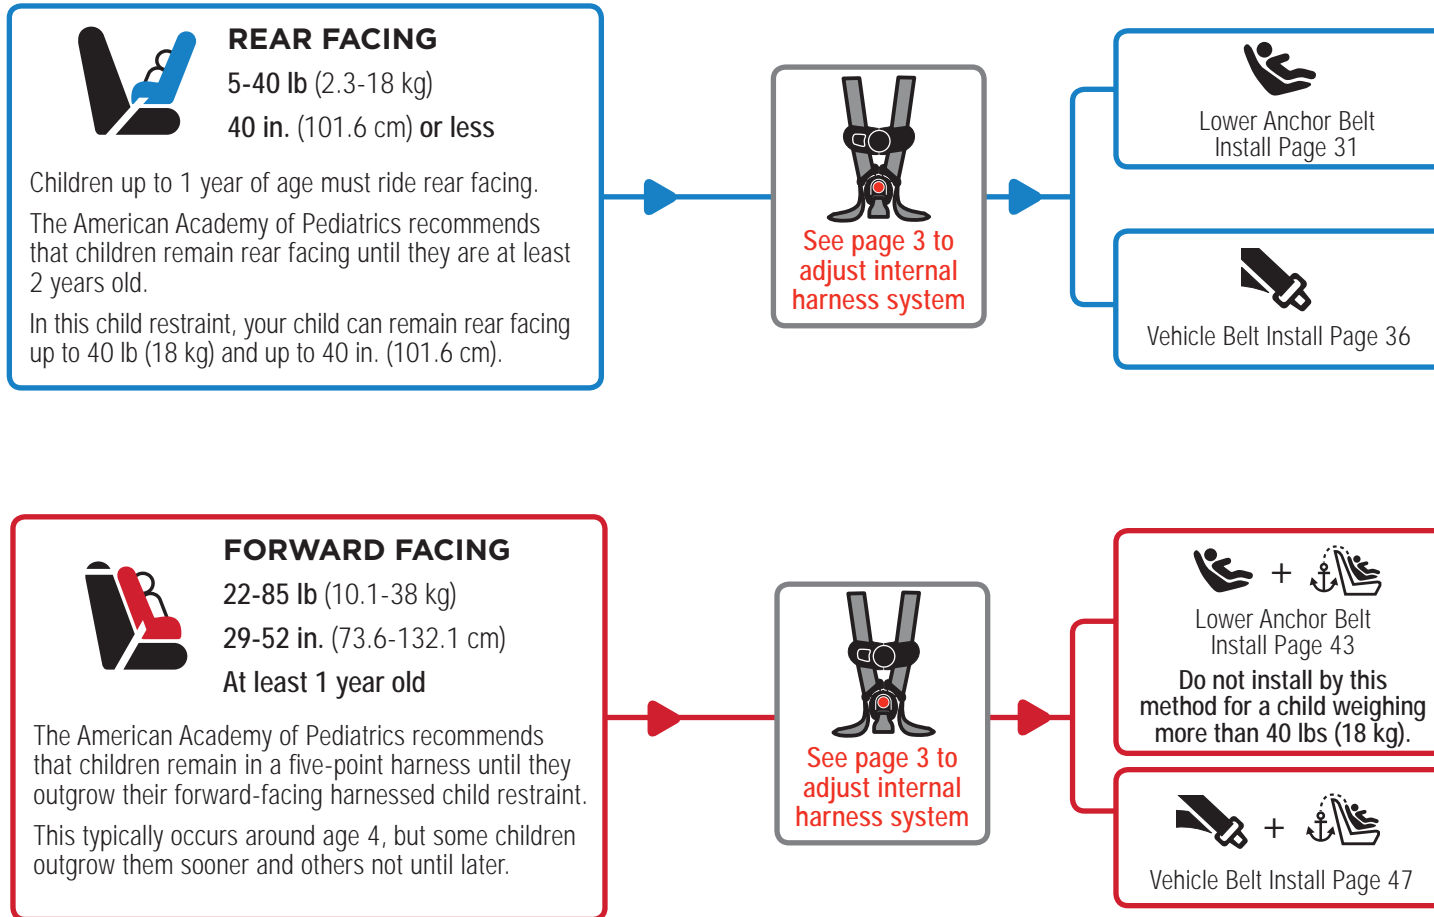 REAR FACING
5-40 lb (2.3-18 kg)
40 in. (101.6 cm) or less
Children up to 1 year of age must ride rear facing.
The American Academy of Pediatrics recommends
that children remain rear facing until they are at least
2 years old.
In this child restraint, your child can remain rear facing
up to 40 lb (18 kg) and up to 40 in. (101.6 cm).
See page 3 to
adjust internal
harness system
Lower Anchor Belt
Install Page 31
Vehicle Belt Install Page 36
FORWARD FACING
22-85 lb (10.1-38 kg)
29-52 in. (73.6-132.1 cm)
At least 1 year old
The American Academy of Pediatrics recommends
that children remain in a five-point harness until they
outgrow their forward-facing harnessed child restraint.
This typically occurs around age 4, but some children
outgrow them sooner and others not until later.
See page 3 to
adjust internal
harness system
+
Lower Anchor Belt
Install Page 43
Do not install by this
method for a child weighing
more than 40 lbs (18 kg).
+
Vehicle Belt Install Page 47